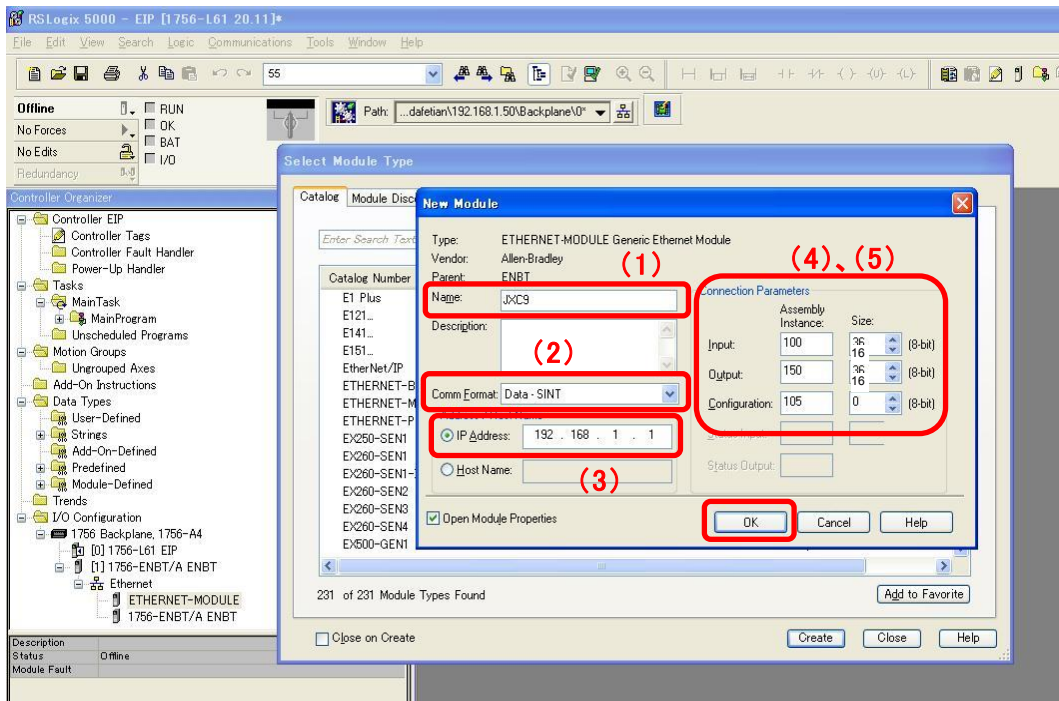 RSLogix 5000 - EIP [1756-L61 20.11]*
File Edit View Search Logic Communications Tools Window Help
55
Offline
RUN
No Forces
OK
BAT
No Edits
I/O
Redundancy
Path: ...dafetian\192.168.1.50\Backplane\0*
Controller Organizer
Controller EIP
Controller Tags
Controller Fault Handler
Power-Up Handler
Tasks
MainTask
MainProgram
Unscheduled Programs
Motion Groups
Ungrouped Axes
Add-On Instructions
Data Types
User-Defined
Strings
Add-On-Defined
Predefined
Module-Defined
Trends
I/O Configuration
1756 Backplane, 1756-A4
[0] 1756-L61 EIP
[1] 1756-ENBT/A ENBT
Ethernet
ETHERNET-MODULE
1756-ENBT/A ENBT
Description
Status Offline
Module Fault
Select Module Type
Catalog Module Disc
Enter Search Text
Catalog Number
E1 Plus
E121...
E141...
E151...
EtherNet/IP
ETHERNET-B
ETHERNET-M
ETHERNET-P
EX250-SEN1
EX260-SEN1
EX260-SEN1-
EX260-SEN2
EX260-SEN3
EX260-SEN4
EX500-GEN1
231 of 231 Module Types Found
Add to Favorite
Close on Create
Create Close Help
New Module
Type: ETHERNET-MODULE Generic Ethernet Module
Vendor: Allen-Bradley
Parent: ENBT
(1)
Name: JXC9
Description:
(2)
Comm Format: Data - SINT
IP Address: 192 . 168 . 1 . 1
Host Name:
(3)
Open Module Properties
(4)、(5)
Connection Parameters
Assembly
Instance: Size:
Input: 100 36 16 (8-bit)
Output: 150 36 16 (8-bit)
Configuration: 105 0 (8-bit)
Status Input:
Status Output:
OK Cancel Help